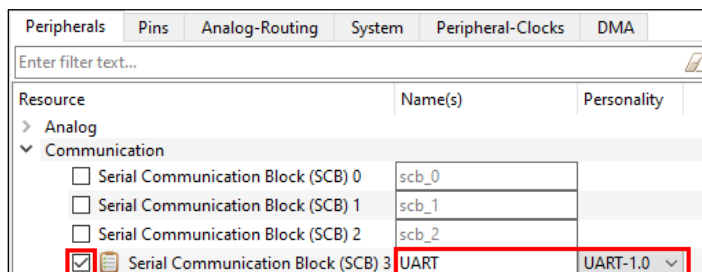 Peripherals Pins Analog-Routing System Peripheral-Clocks DMA
Enter filter text...
Resource Name(s) Personality
Analog
Communication
Serial Communication Block (SCB) 0 scb_0
Serial Communication Block (SCB) 1 scb_1
Serial Communication Block (SCB) 2 scb_2
Serial Communication Block (SCB) 3 UART UART-1.0